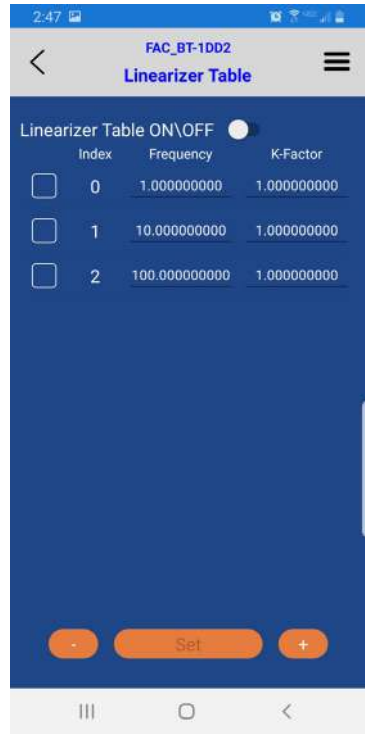 2:47
FAC_BT-1DD2
Linearizer Table
Linearizer Table ON\OFF
Index Frequency K-Factor
0 1.000000000 1.000000000
1 10.000000000 1.000000000
2 100.000000000 1.000000000
- Set +